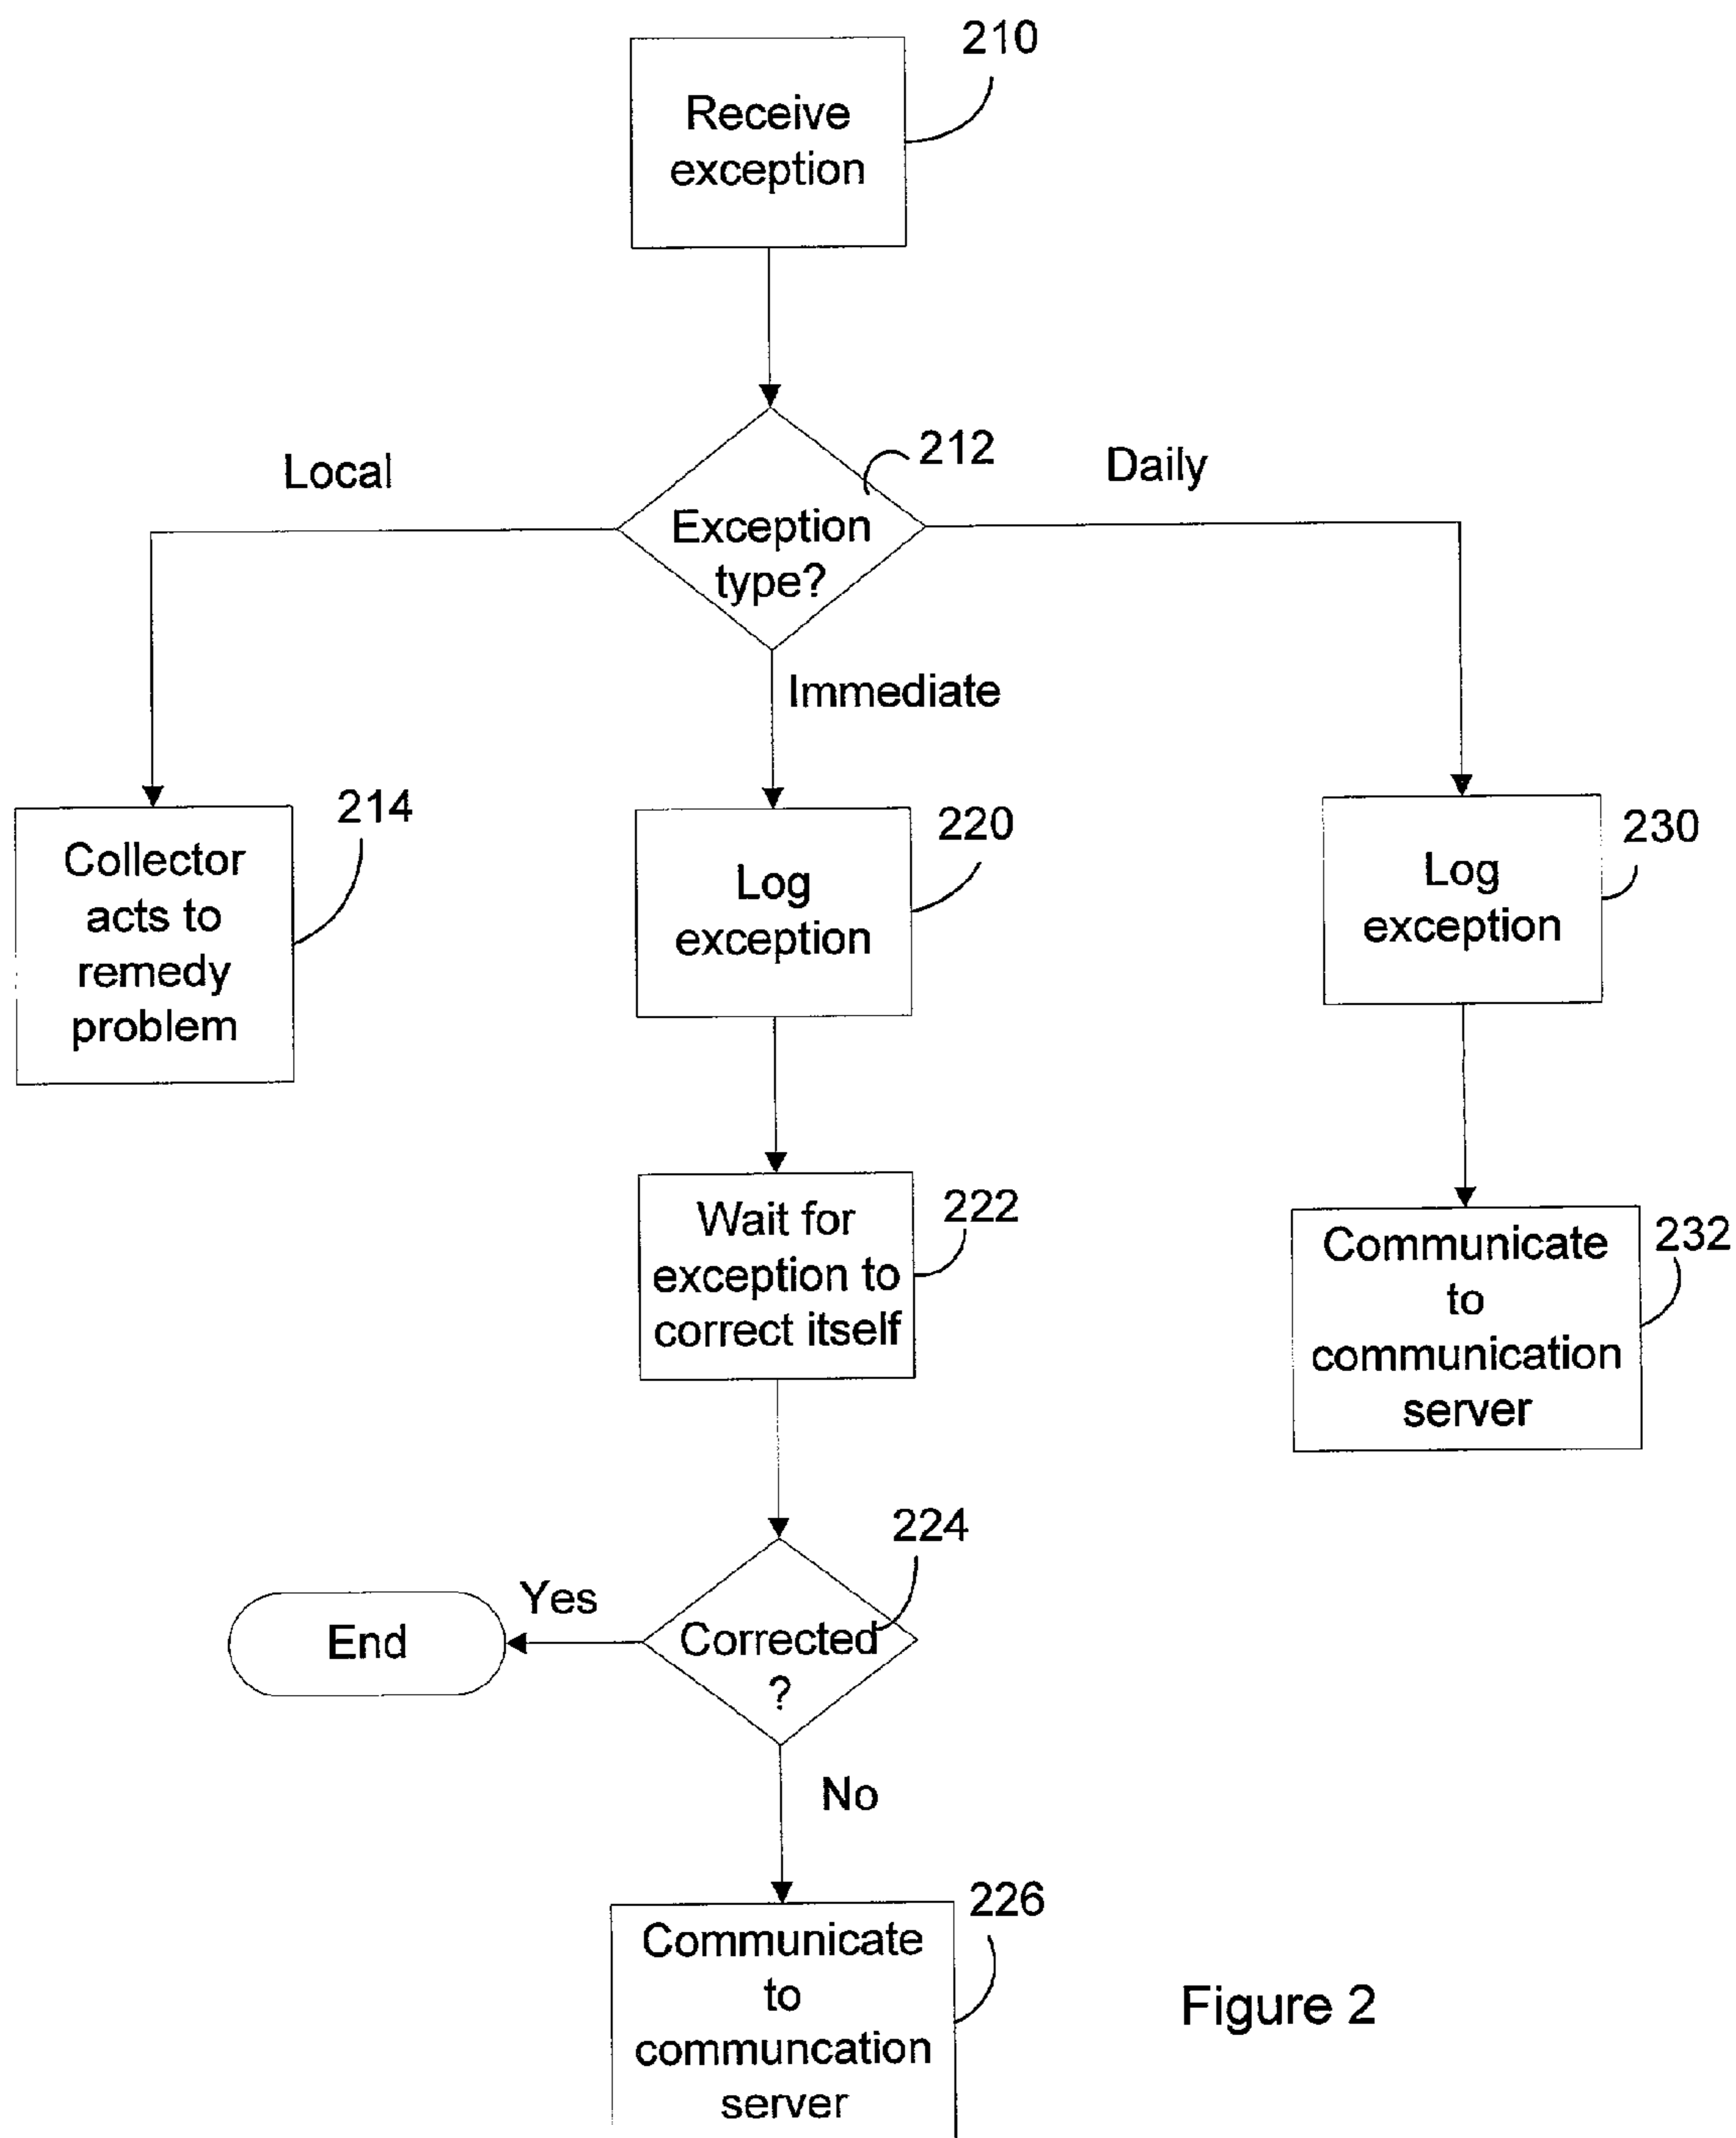 210
Receive
exception
212
Local
Daily
Exception
type?
Immediate
214
Collector
acts to
remedy
problem
220
Log
exception
230
Log
exception
222
Wait for
exception to
correct itself
232
Communicate
to
communication
server
224
Yes
End
Corrected
?
No
226
Communicate
to
communcation
server
Figure 2